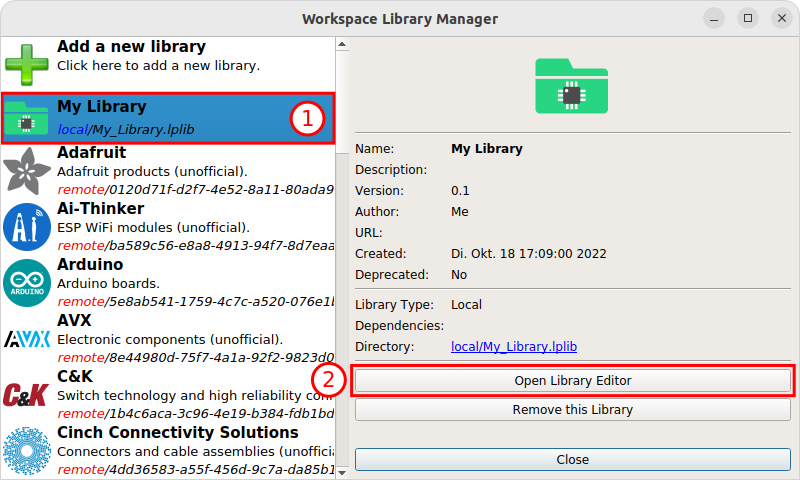 Workspace Library Manager
Add a new library
Click here to add a new library.
My Library
local/My_Library.lplib
1
Adafruit
Adafruit products (unofficial).
remote/0120d71f-d2f7-4e52-8a11-80ada9
Ai-Thinker
ESP WiFi modules (unofficial).
remote/ba589c56-e8a8-4913-94f7-8d7eaa
Arduino
Arduino boards.
remote/5e8ab541-1759-4c7c-a520-076e1b
AVX
Electronic components (unofficial).
remote/8e44980d-75f7-4a1a-92f2-9823d0
C&K
Switch technology and high reliability con
remote/1b4c6aca-3c96-4e19-b384-fdb1bd
Cinch Connectivity Solutions
Connectors and cable assemblies (unofficia
remote/4dd36583-a55f-456d-9c7a-da85b1
Ai
ARDUINO
AVX
C&K
Name: My Library
Description:
Version: 0.1
Author: Me
URL:
Created: Di. Okt. 18 17:09:00 2022
Deprecated: No
Library Type: Local
Dependencies:
Directory: local/My_Library.lplib
2
Open Library Editor
Remove this Library
Close